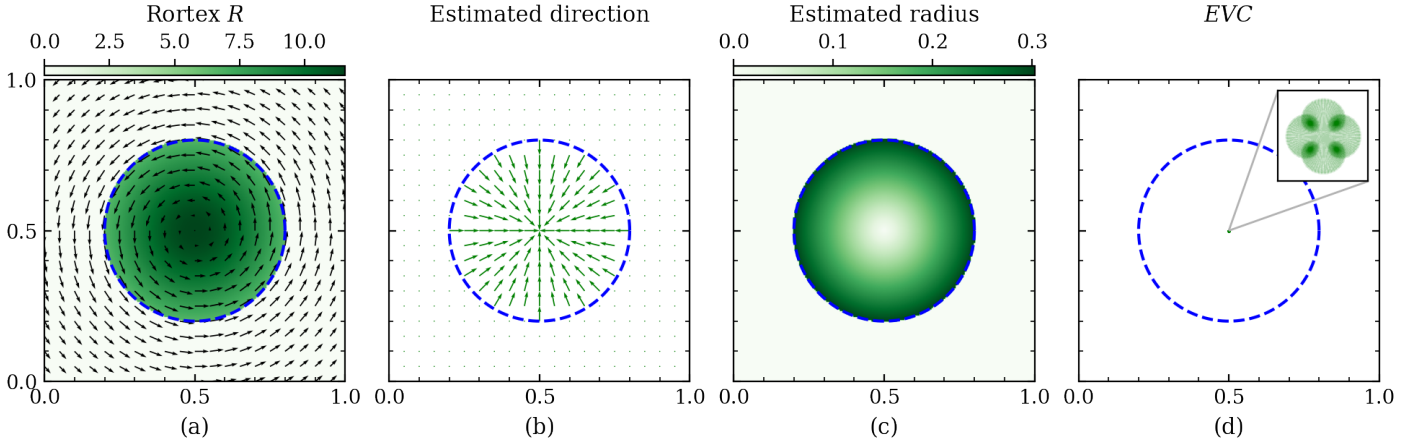 Rortex R
Estimated direction
Estimated radius
EVC
0.0 2.5 5.0 7.5 10.0
0.0 0.1 0.2 0.3
1.0
0.5
0.0
0.0 0.5 1.0
0.0 0.5 1.0
0.0 0.5 1.0
0.0 0.5 1.0
(a)
(b)
(c)
(d)